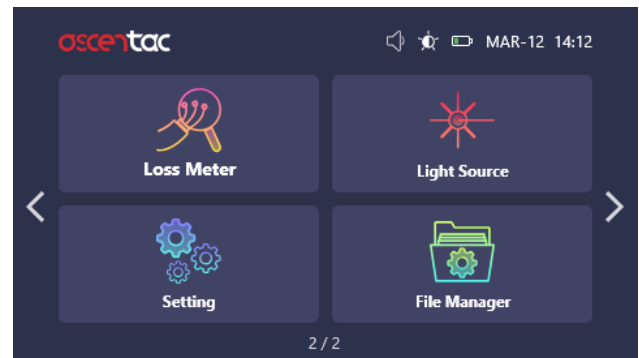 ascentac MAR-12 14:12
Loss Meter Light Source
Setting File Manager
2 / 2